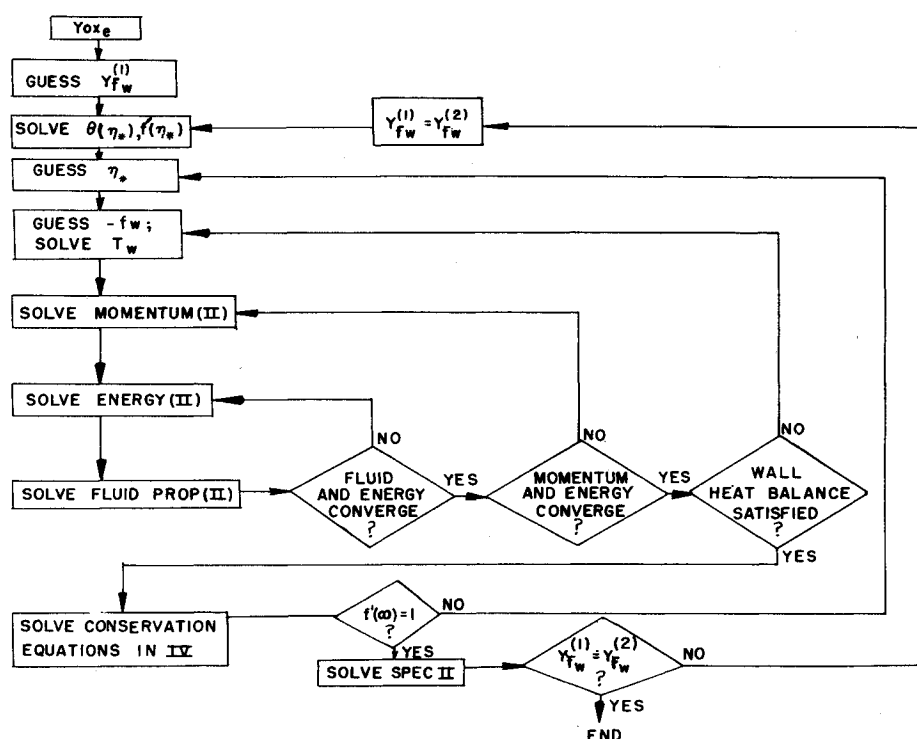 Yox_e
GUESS Y_fw^(1)
SOLVE θ(η*), f'(η*)
Y_fw^(1) = Y_fw^(2)
GUESS η*
GUESS -fw;
SOLVE T_w
SOLVE MOMENTUM(II)
SOLVE ENERGY(II)
NO
NO
NO
SOLVE FLUID PROP(II)
FLUID
AND ENERGY
CONVERGE
?
YES
MOMENTUM
AND ENERGY
CONVERGE
?
YES
WALL
HEAT BALANCE
SATISFIED
?
YES
SOLVE CONSERVATION
EQUATIONS IN IV
f'(∞)=1
?
NO
YES
SOLVE SPEC II
Y_fw^(1) = Y_fw^(2)
?
NO
YES
END